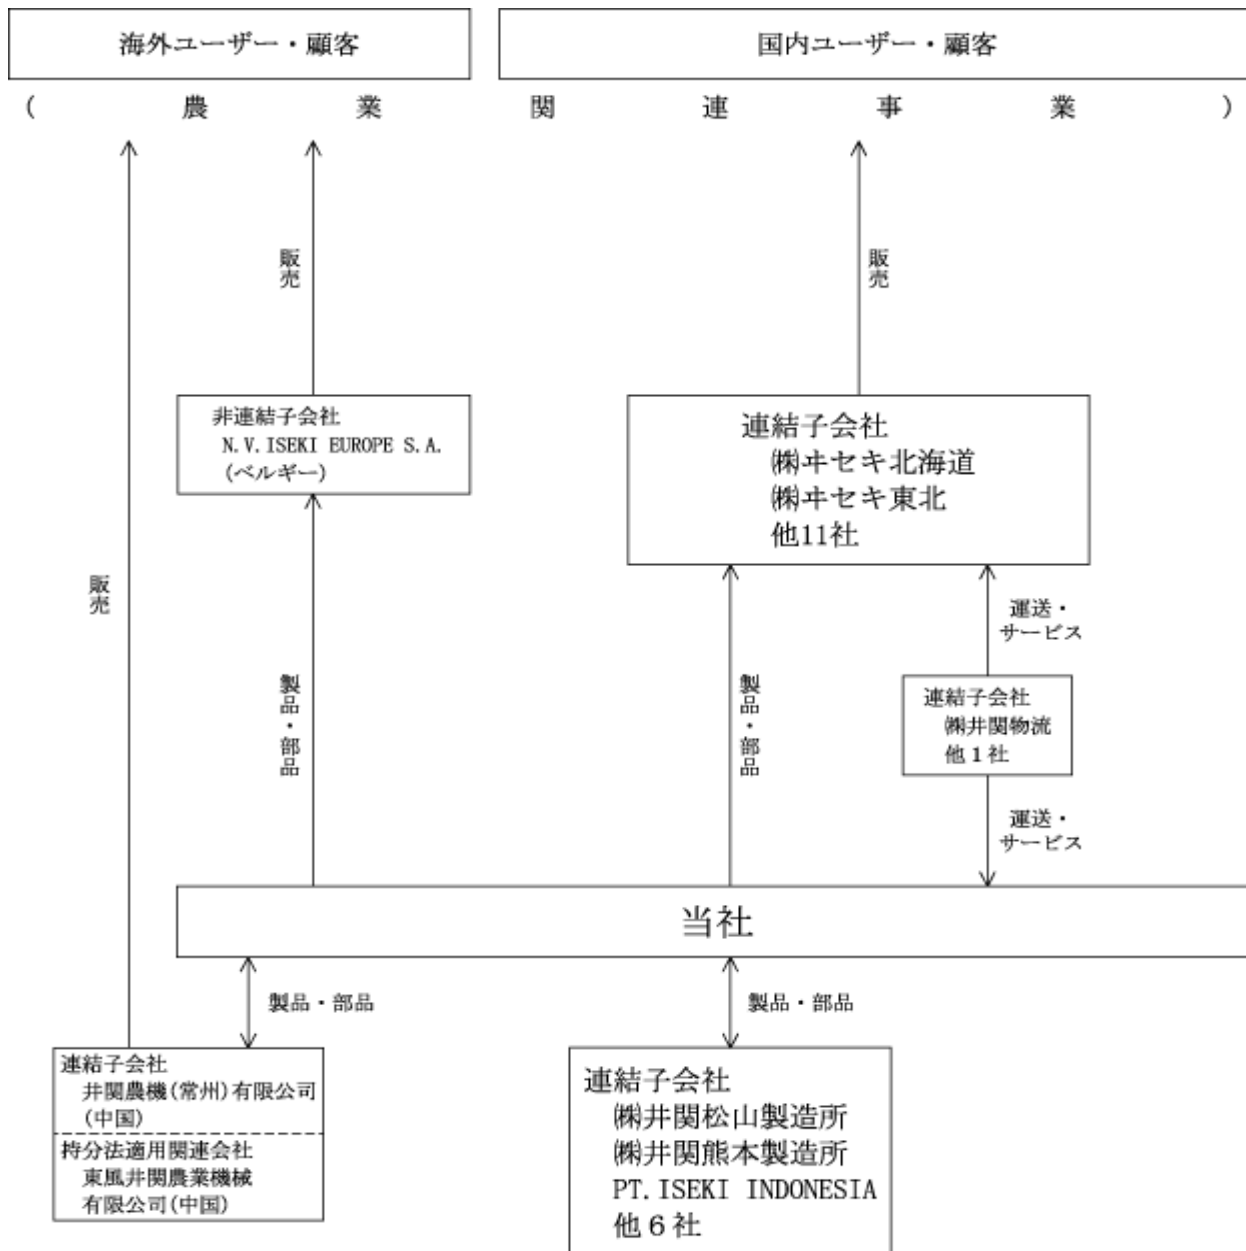 海外ユーザー・顧客
国内ユーザー・顧客
( 農 業 関 連 事 業 )
販売
販売
非連結子会社
N.V.ISEKI EUROPE S.A.
(ベルギー)
連結子会社
㈱ヰセキ北海道
㈱ヰセキ東北
他11社
販売
運送・
サービス
製品・部品
製品・部品
連結子会社
㈱井関物流
他１社
運送・
サービス
当社
製品・部品
製品・部品
連結子会社
井関農機(常州)有限公司
(中国)
持分法適用関連会社
東風井関農業機械
有限公司(中国)
連結子会社
㈱井関松山製造所
㈱井関熊本製造所
PT.ISEKI INDONESIA
他６社